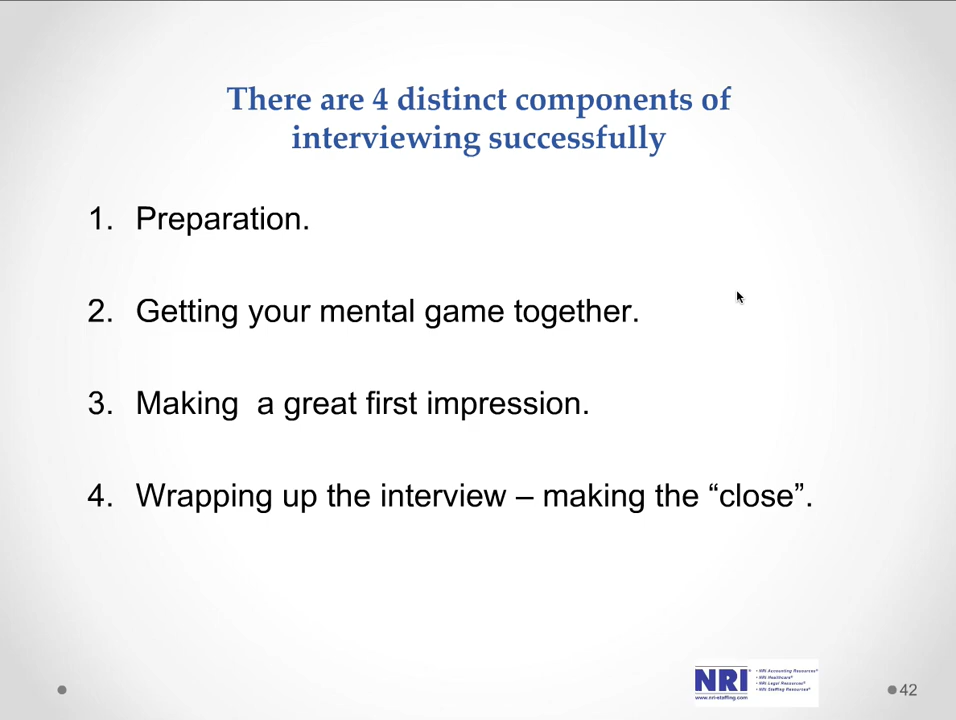 There are 4 distinct components of
interviewing successfully
1. Preparation.
2. Getting your mental game together.
3. Making  a great first impression.
4. Wrapping up the interview – making the “close”.
NRI®
www.nri-staffing.com
• NRI Accounting Resources®
• NRI Healthcare®
• NRI Legal Resources®
• NRI Staffing Resources®
42